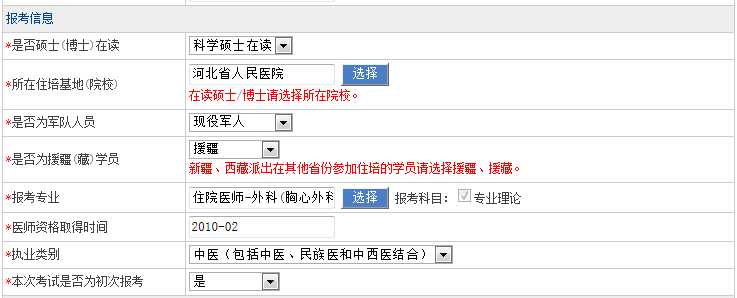 报考信息
*是否硕士(博士)在读 科学硕士在读
*所在住培基地(院校) 河北省人民医院 选择
在读硕士/博士请选择所在院校。
*是否为军队人员 现役军人
*是否为援疆(藏)学员 援疆
新疆、西藏派出在其他省份参加住培的学员请选择援疆、援藏。
*报考专业 住院医师-外科(胸心外科 选择 报考科目： 专业理论
*医师资格取得时间 2010-02
*执业类别 中医（包括中医、民族医和中西医结合）
*本次考试是否为初次报考 是